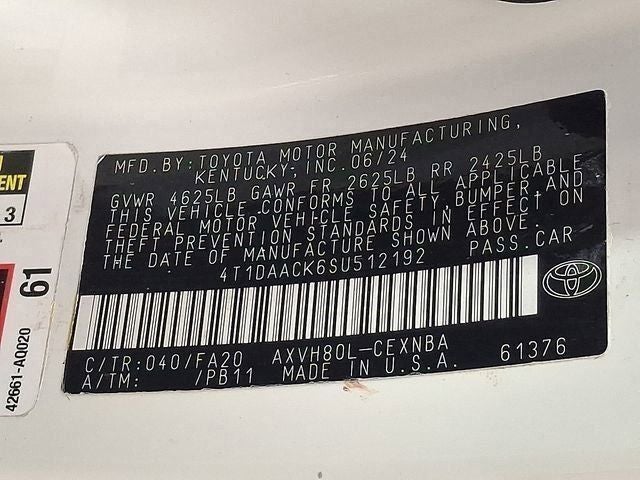 MFD. BY: TOYOTA MOTOR MANUFACTURING,
KENTUCKY, INC. 06/24
GVWR 4625LB GAWR FR 2625LB RR 2425LB
THIS VEHICLE CONFORMS TO ALL APPLICABLE
FEDERAL MOTOR VEHICLE SAFETY, BUMPER, AND
THEFT PREVENTION STANDARDS IN EFFECT ON
THE DATE OF MANUFACTURE SHOWN ABOVE.
4T1DAACK6SU512192 PASS. CAR
C/TR: 040/FA20 AXVH80L-CEXNBA
A/TM: /PB11 MADE IN U.S.A. 61376
ENT
3
61
42661-A0020